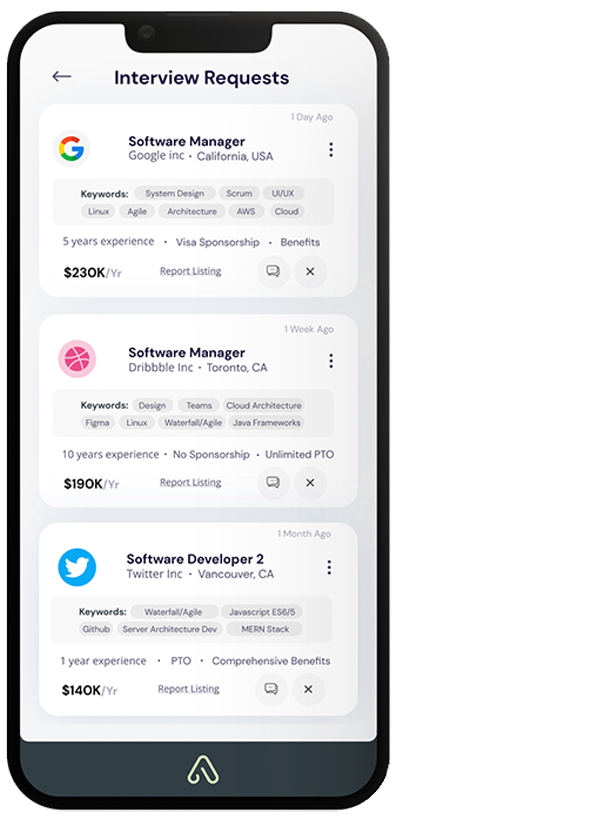 Interview Requests
1 Day Ago
Software Manager
Google inc • California, USA
Keywords: System Design Scrum UI/UX
Linux Agile Architecture AWS Cloud
5 years experience • Visa Sponsorship • Benefits
$230K/Yr Report Listing
1 Week Ago
Software Manager
Dribbble Inc • Toronto, CA
Keywords: Design Teams Cloud Architecture
Figma Linux Waterfall/Agile Java Frameworks
10 years experience • No Sponsorship • Unlimited PTO
$190K/Yr Report Listing
1 Month Ago
Software Developer 2
Twitter Inc • Vancouver, CA
Keywords: Waterfall/Agile Javascript ES6/5
Github Server Architecture Dev MERN Stack
1 year experience • PTO • Comprehensive Benefits
$140K/Yr Report Listing